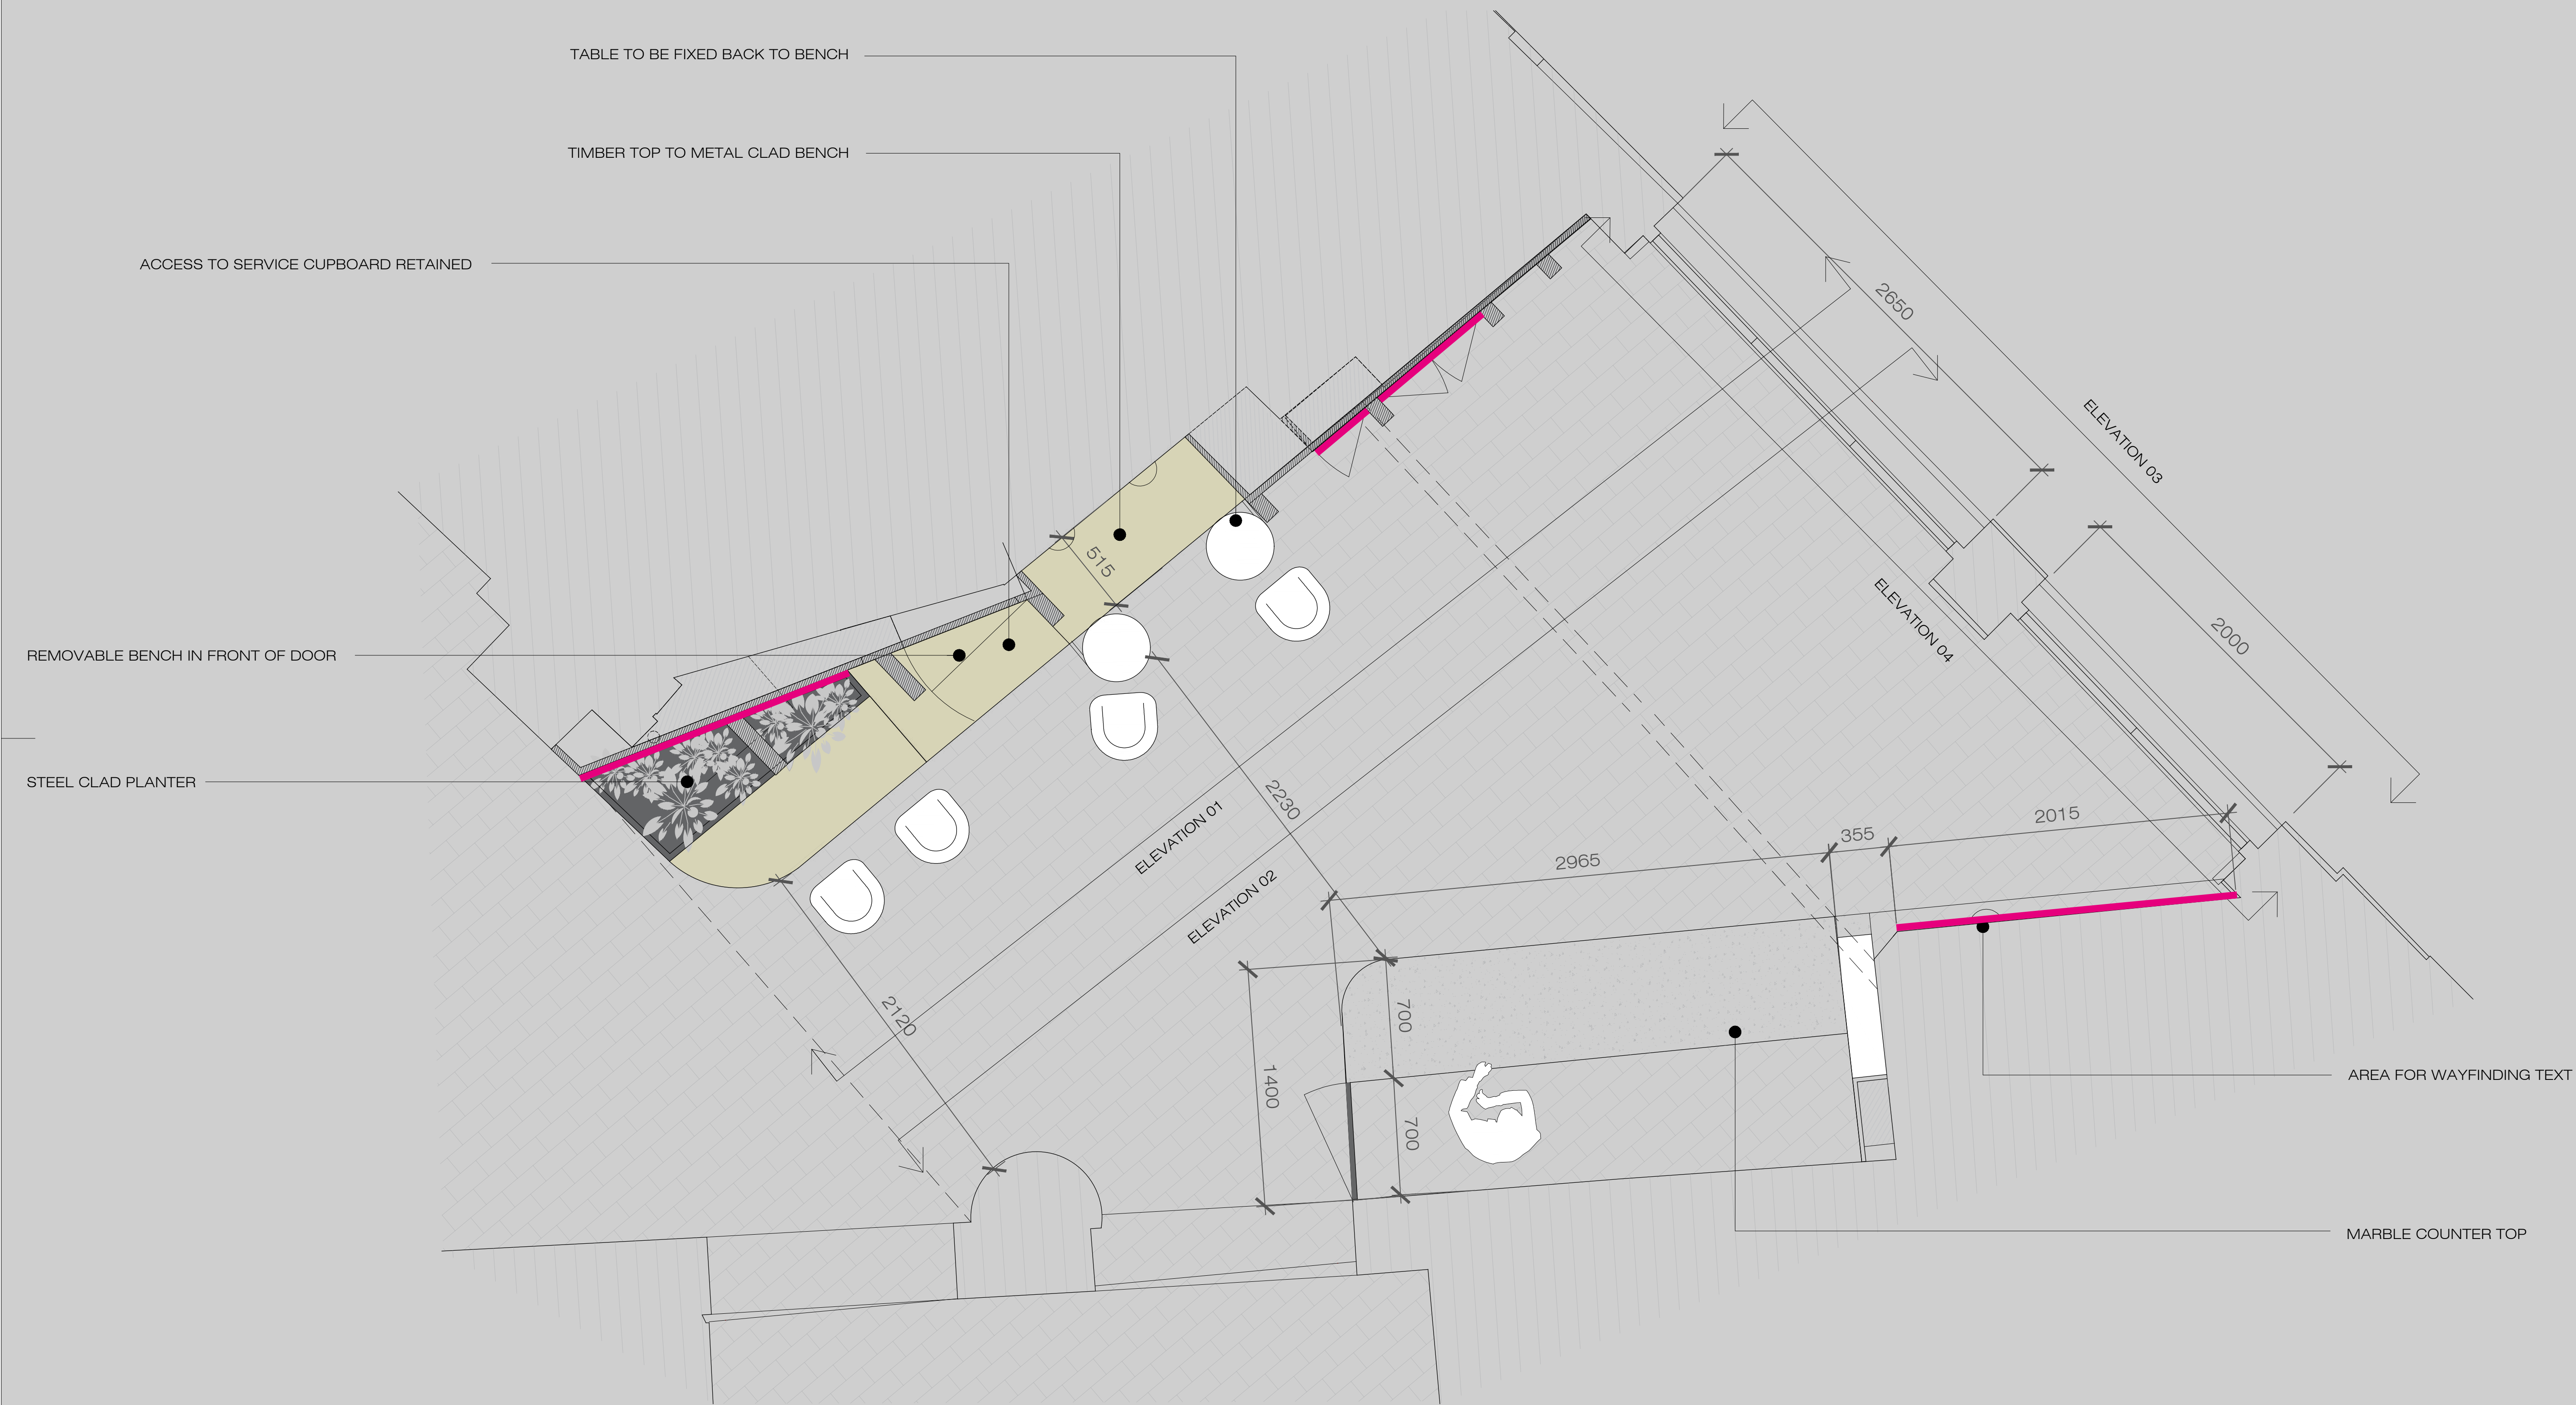 TABLE TO BE FIXED BACK TO BENCH
TIMBER TOP TO METAL CLAD BENCH
ACCESS TO SERVICE CUPBOARD RETAINED
2650
ELEVATION 03
515
ELEVATION 04
2000
REMOVABLE BENCH IN FRONT OF DOOR
STEEL CLAD PLANTER
2230
ELEVATION 01
ELEVATION 02
2965
355
2015
2120
700
1400
700
AREA FOR WAYFINDING TEXT
MARBLE COUNTER TOP